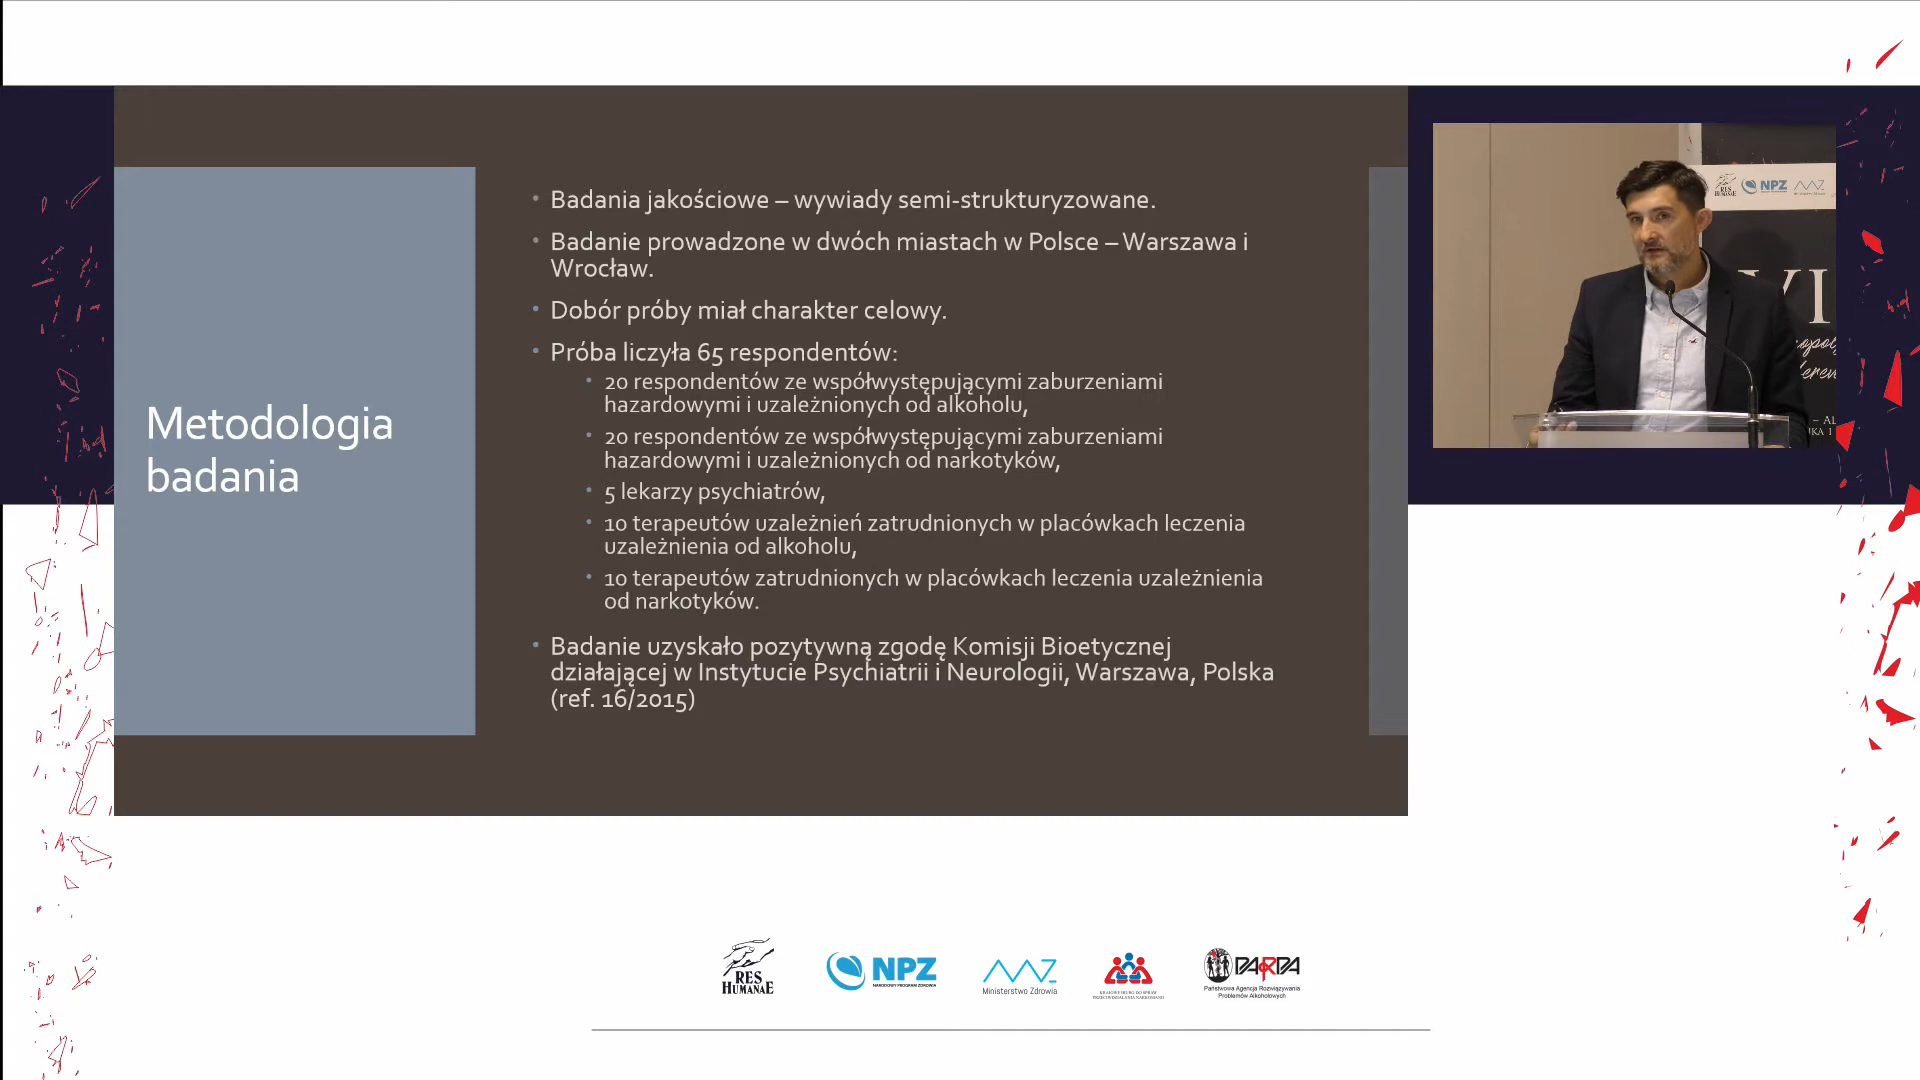 Metodologia
badania
• Badania jakościowe – wywiady semi-strukturyzowane.
• Badanie prowadzone w dwóch miastach w Polsce – Warszawa i
Wrocław.
• Dobór próby miał charakter celowy.
• Próba liczyła 65 respondentów:
• 20 respondentów ze współwystępującymi zaburzeniami
hazardowymi i uzależnionych od alkoholu,
• 20 respondentów ze współwystępującymi zaburzeniami
hazardowymi i uzależnionych od narkotyków,
• 5 lekarzy psychiatrów,
• 10 terapeutów uzależnień zatrudnionych w placówkach leczenia
uzależnienia od alkoholu,
• 10 terapeutów zatrudnionych w placówkach leczenia uzależnienia
od narkotyków.
• Badanie uzyskało pozytywną zgodę Komisji Bioetycznej
działającej w Instytucie Psychiatrii i Neurologii, Warszawa, Polska
(ref. 16/2015)
RES
HUMANAE
NPZ
VI
RES
HUMANAE
NPZ
NARODOWY PROGRAM ZDROWIA
Ministerstwo Zdrowia
KRAJOWE BIURO DO SPRAW
PRZECIWDZIAŁANIA NARKOMANII
PARPA
Państwowa Agencja Rozwiązywania
Problemów Alkoholowych